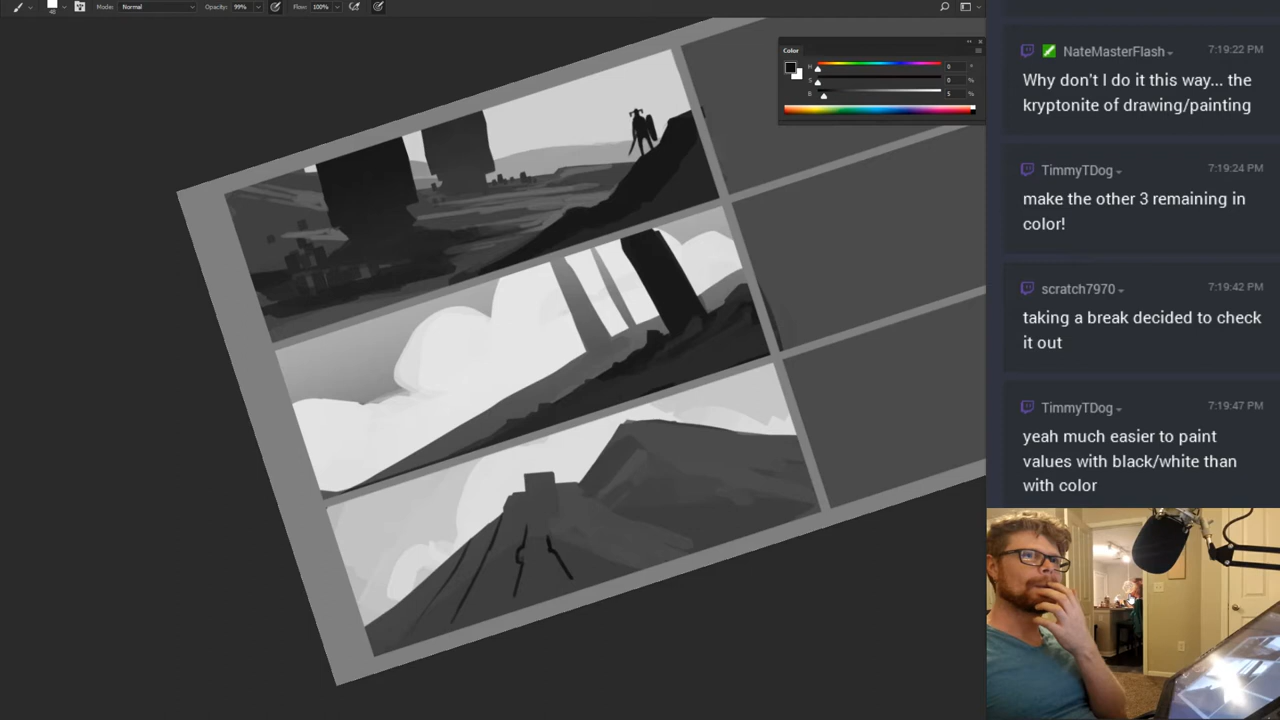 Mode: Normal Opacity: 99% Flow: 100%
Color
H 0 °
S 0 %
B 5 %
NateMasterFlash 7:19:22 PM
Why don't I do it this way... the
kryptonite of drawing/painting
TimmyTDog 7:19:24 PM
make the other 3 remaining in
color!
scratch7970 7:19:42 PM
taking a break decided to check
it out
TimmyTDog 7:19:47 PM
yeah much easier to paint
values with black/white than
with color